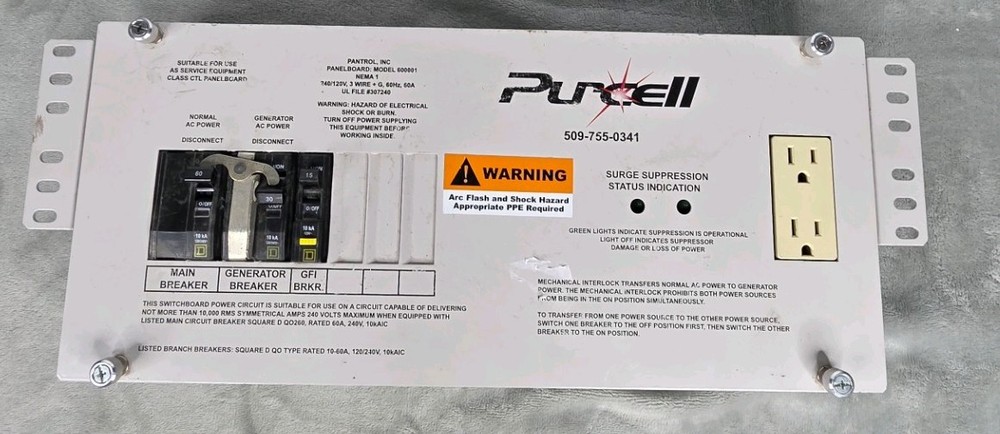 SUITABLE FOR USE
AS SERVICE EQUIPMENT
CLASS CTL PANELBOARD
PANTROL, INC
PANELBOARD: MODEL 600801
NEMA 1
240/120V, 3 WIRE + G, 60Hz, 60A
UL FILE #307240
WARNING: HAZARD OF ELECTRICAL
SHOCK OR BURN.
TURN OFF POWER SUPPLYING
THIS EQUIPMENT BEFORE
WORKING INSIDE
NORMAL
AC POWER
DISCONNECT
GENERATOR
AC POWER
DISCONNECT
Purcell
509-755-0341
60
O/OFF
10 kA
30
10 kA
15
O/OFF
10 kA
WARNING
Arc Flash and Shock Hazard
Appropriate PPE Required
SURGE SUPPRESSION
STATUS INDICATION
GREEN LIGHTS INDICATE SUPPRESSION IS OPERATIONAL
LIGHT OFF INDICATES SUPPRESSOR
DAMAGE OR LOSS OF POWER
MAIN
BREAKER
GENERATOR
BREAKER
GFI
BRKR.
THIS SWITCHBOARD POWER CIRCUIT IS SUITABLE FOR USE ON A CIRCUIT CAPABLE OF DELIVERING
NOT MORE THAN 10,000 RMS SYMMETRICAL AMPS 240 VOLTS MAXIMUM WHEN EQUIPPED WITH
LISTED MAIN CIRCUIT BREAKER SQUARE D QO260, RATED 60A, 240V, 10kAIC
LISTED BRANCH BREAKERS: SQUARE D QO TYPE RATED 10-60A, 120/240V, 10kAIC
MECHANICAL INTERLOCK TRANSFERS NORMAL AC POWER TO GENERATOR
POWER. THE MECHANICAL INTERLOCK PROHIBITS BOTH POWER SOURCES
FROM BEING IN THE ON POSITION SIMULTANEOUSLY.
TO TRANSFER FROM ONE POWER SOURCE TO THE OTHER POWER SOURCE,
SWITCH ONE BREAKER TO THE OFF POSITION FIRST, THEN SWITCH THE OTHER
BREAKER TO THE ON POSITION.